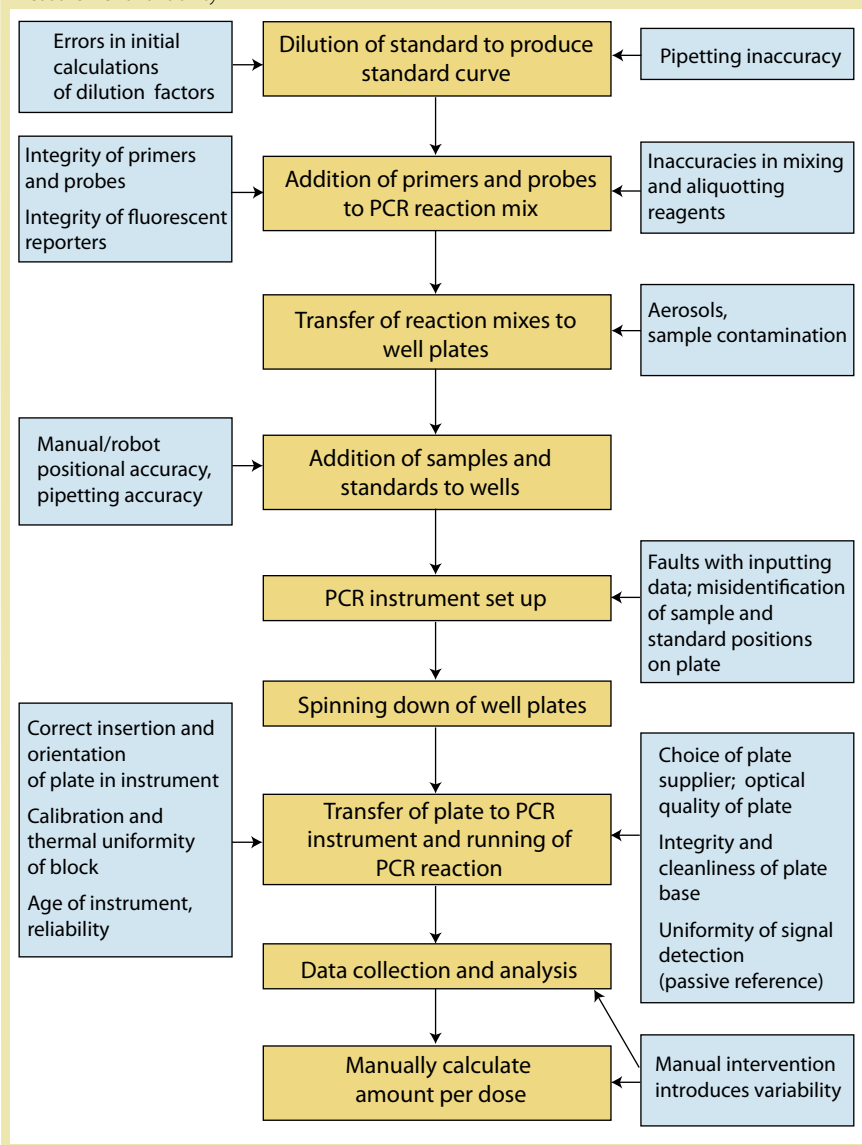 Errors in initial
calculations
of dilution factors
Dilution of standard to produce
standard curve
Pipetting inaccuracy
Integrity of primers
and probes
Integrity of fluorescent
reporters
Addition of primers and probes
to PCR reaction mix
Inaccuracies in mixing
and aliquotting
reagents
Transfer of reaction mixes to
well plates
Aerosols,
sample contamination
Manual/robot
positional accuracy,
pipetting accuracy
Addition of samples and
standards to wells
PCR instrument set up
Faults with inputting
data; misidentification
of sample and
standard positions
on plate
Spinning down of well plates
Correct insertion and
orientation
of plate in instrument
Calibration and
thermal uniformity
of block
Age of instrument,
reliability
Transfer of plate to PCR
instrument and running of
PCR reaction
Choice of plate
supplier; optical
quality of plate
Integrity and
cleanliness of plate
base
Uniformity of signal
detection
(passive reference)
Data collection and analysis
Manually calculate
amount per dose
Manual intervention
introduces variability